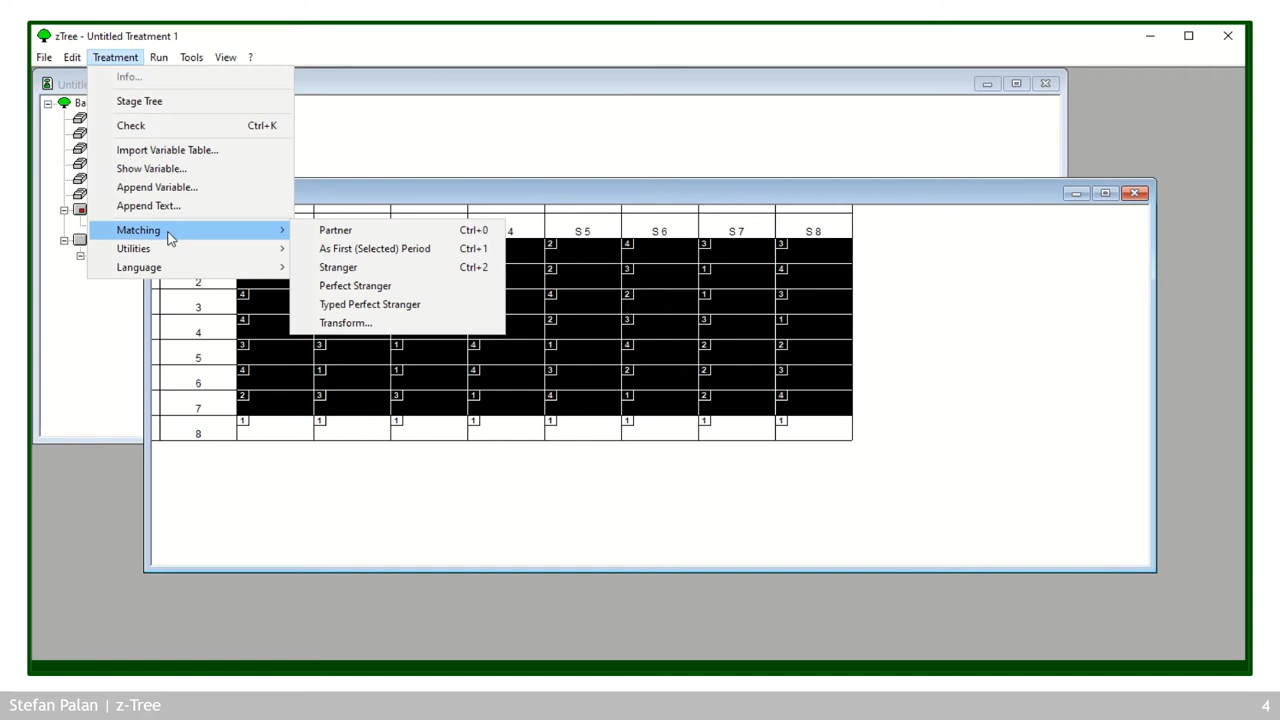 zTree - Untitled Treatment 1
File Edit Treatment Run Tools View ?
Info...
Stage Tree
Check Ctrl+K
Import Variable Table...
Show Variable...
Append Variable...
Append Text...
Matching
Utilities
Language
Partner Ctrl+0
As First (Selected) Period Ctrl+1
Stranger Ctrl+2
Perfect Stranger
Typed Perfect Stranger
Transform...
Untitl
Ba
4 S 5 S 6 S 7 S 8
2 4 3 3
2 2 3 1 3
3 4 4 2 1 3
4 4 2 3 3 1
5 3 3 1 4 1 4 2 2
6 4 1 1 4 3 2 2 3
7 2 3 3 1 4 1 2 4
8 1 1 1 1 1 1 1 1
Stefan Palan | z-Tree 4